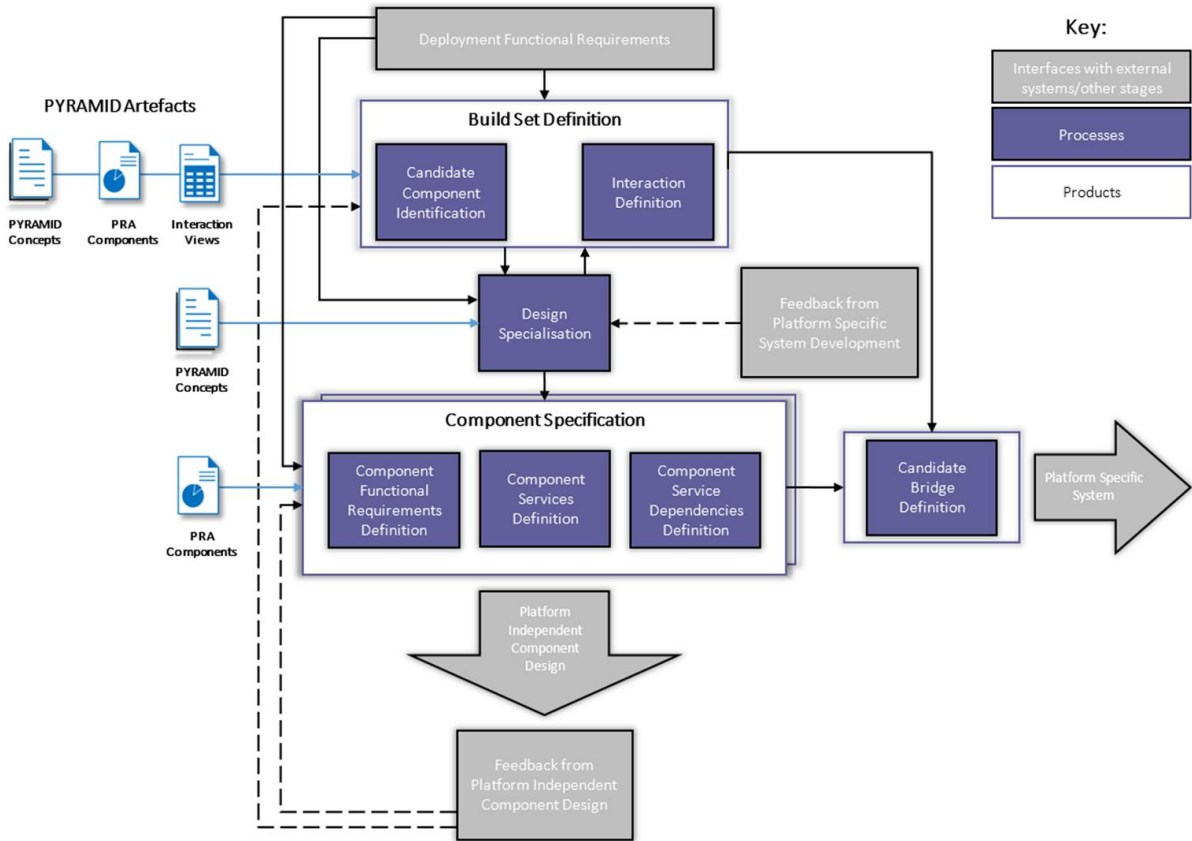 Deployment Functional Requirements
Key:
Interfaces with external
systems/other stages
Processes
Products
PYRAMID Artefacts
PYRAMID
Concepts
PRA
Components
Interaction
Views
Build Set Definition
Candidate
Component
Identification
Interaction
Definition
PYRAMID
Concepts
Design
Specialisation
Feedback from
Platform Specific
System Development
PRA
Components
Component Specification
Component
Functional
Requirements
Definition
Component
Services
Definition
Component
Service
Dependencies
Definition
Candidate
Bridge
Definition
Platform Specific
System
Platform
Independent
Component
Design
Feedback from
Platform Independent
Component Design